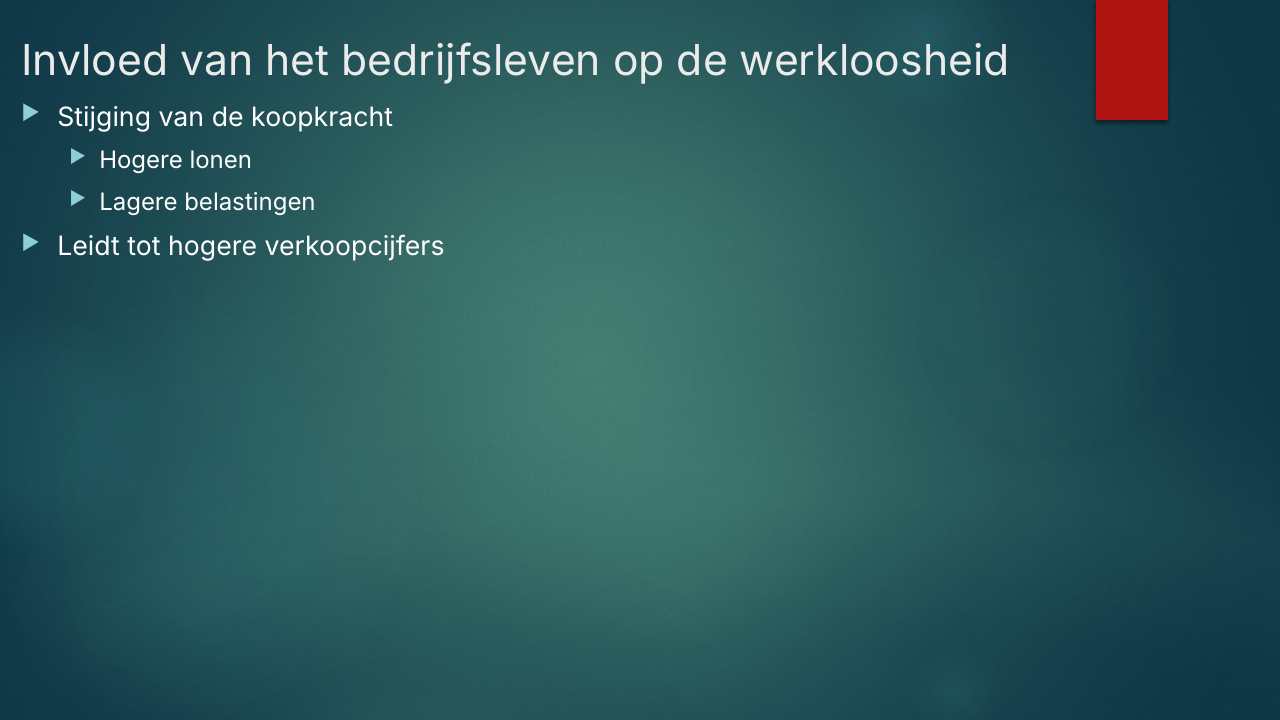 Invloed van het bedrijfsleven op de werkloosheid
Stijging van de koopkracht
Hogere lonen
Lagere belastingen
Leidt tot hogere verkoopcijfers